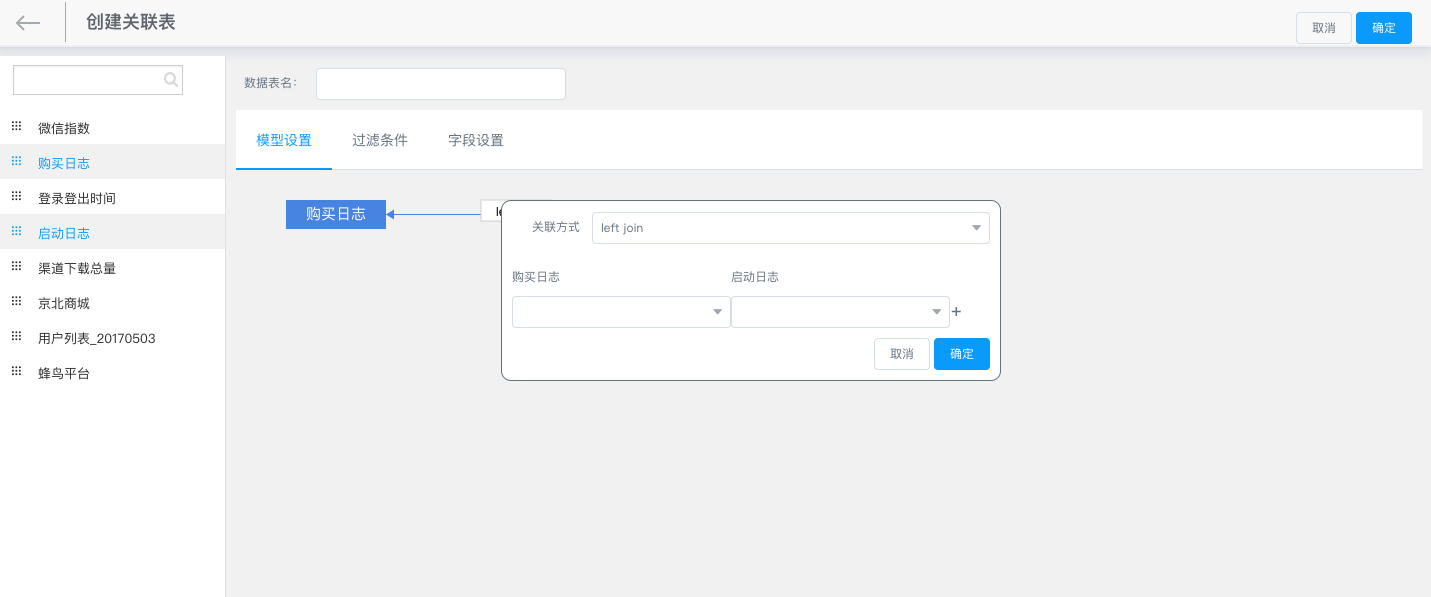 创建关联表
取消
确定
数据表名：
微信指数
购买日志
登录登出时间
启动日志
渠道下载总量
京北商城
用户列表_20170503
蜂鸟平台
模型设置
过滤条件
字段设置
购买日志
关联方式
left join
购买日志
启动日志
+
取消
确定